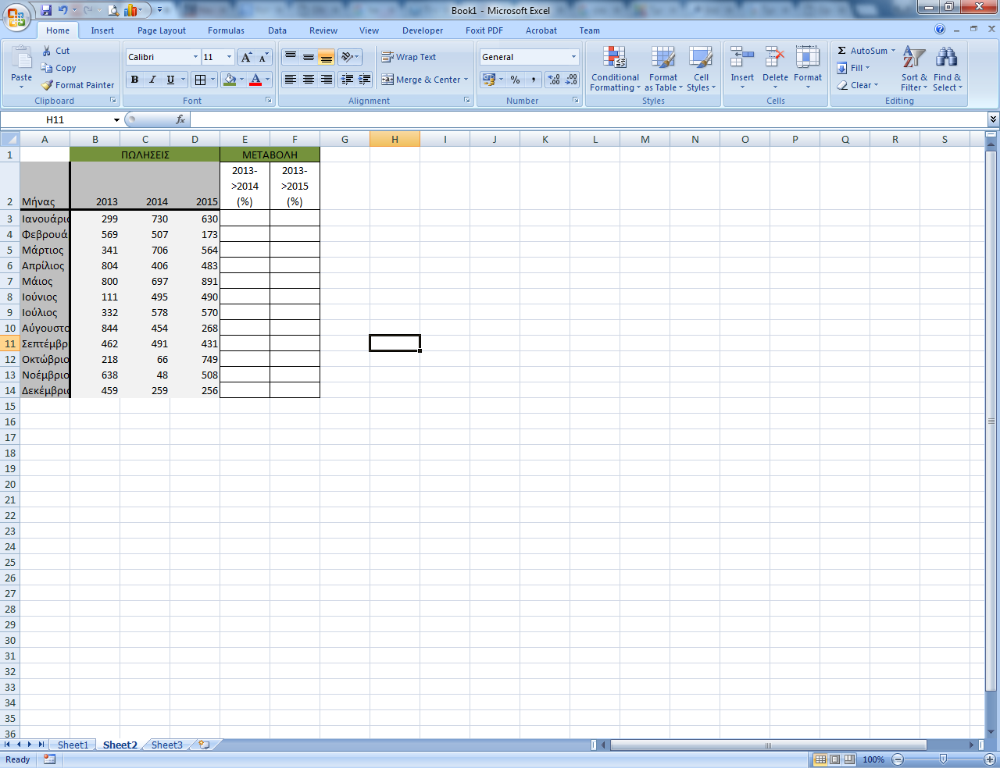 Book1 - Microsoft Excel
Home Insert Page Layout Formulas Data Review View Developer Foxit PDF Acrobat Team
Paste Cut Copy Format Painter Clipboard
Calibri 11 B I U Font
Wrap Text Merge & Center Alignment
General % , Number
Conditional Formatting Format as Table Cell Styles Styles
Insert Delete Format Cells
Σ AutoSum Fill Clear Sort & Filter Find & Select Editing
H11 fx
A B C D E F G H I J K L M N O P Q R S
1 ΠΩΛΗΣΕΙΣ ΜΕΤΑΒΟΛΗ
2 Μήνας 2013 2014 2015 2013->2014 (%) 2013->2015 (%)
3 Ιανουάριο 299 730 630
4 Φεβρουά 569 507 173
5 Μάρτιος 341 706 564
6 Απρίλιος 804 406 483
7 Μάιος 800 697 891
8 Ιούνιος 111 495 490
9 Ιούλιος 332 578 570
10 Αύγουστο 844 454 268
11 Σεπτέμβρ 462 491 431
12 Οκτώβριο 218 66 749
13 Νοέμβριο 638 48 508
14 Δεκέμβριο 459 259 256
15
16
17
18
19
20
21
22
23
24
25
26
27
28
29
30
31
32
33
34
35
36
Sheet1 Sheet2 Sheet3
Ready 100%